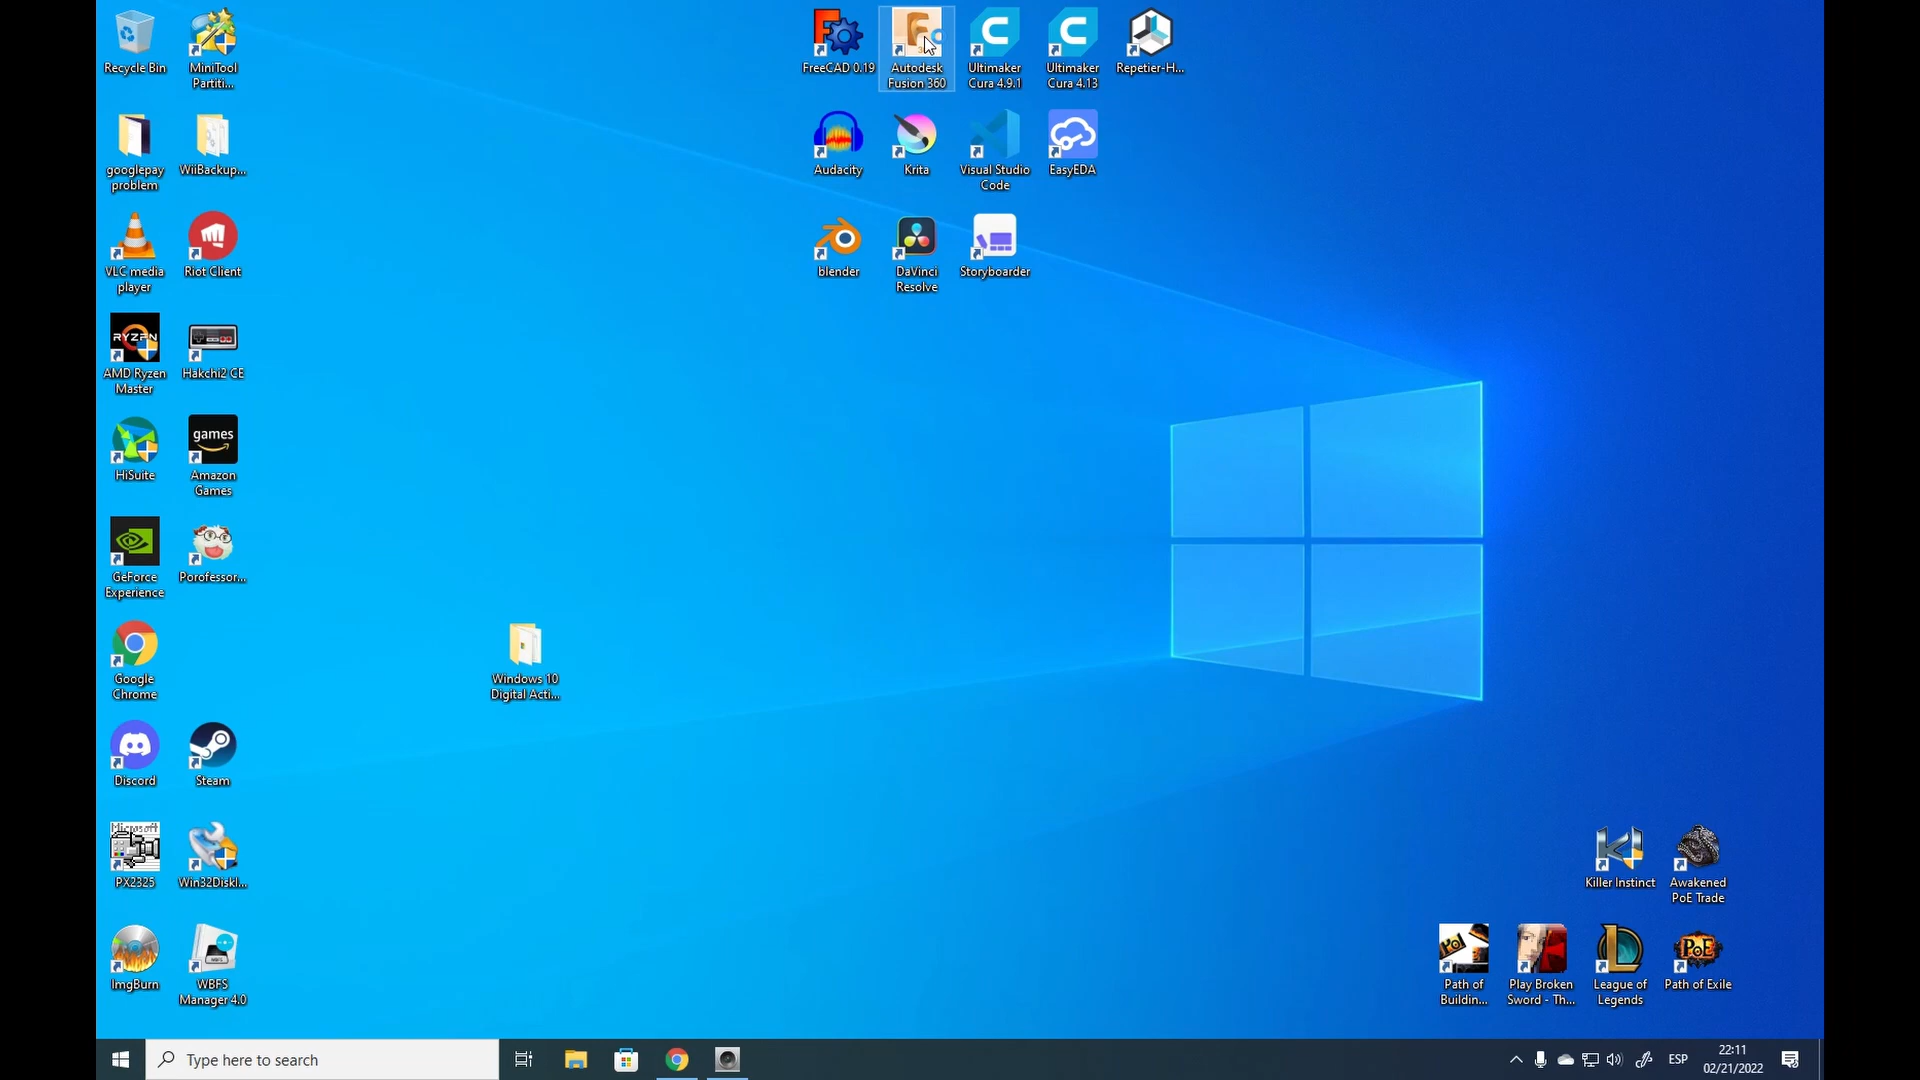 Recycle Bin
MiniTool
Partiti...
FreeCAD 0.19
Autodesk
Fusion 360
Ultimaker
Cura 4.9.1
Ultimaker
Cura 4.13
Repetier-H...
googlepay
problem
WiiBackup...
Audacity
Krita
Visual Studio
Code
EasyEDA
VLC media
player
Riot Client
blender
DaVinci
Resolve
Storyboarder
RYZEN
AMD Ryzen
Master
Hakchi2 CE
HiSuite
games
Amazon
Games
GeForce
Experience
Porofessor...
Google
Chrome
Windows 10
Digital Acti...
Discord
Steam
Microsoft
PX2325
Win32DiskI...
Killer Instinct
Awakened
PoE Trade
ImgBurn
WBFS
Manager 4.0
Path of
Buildin...
Play Broken
Sword - Th...
League of
Legends
PoE
Path of Exile
Type here to search
ESP
22:11
02/21/2022